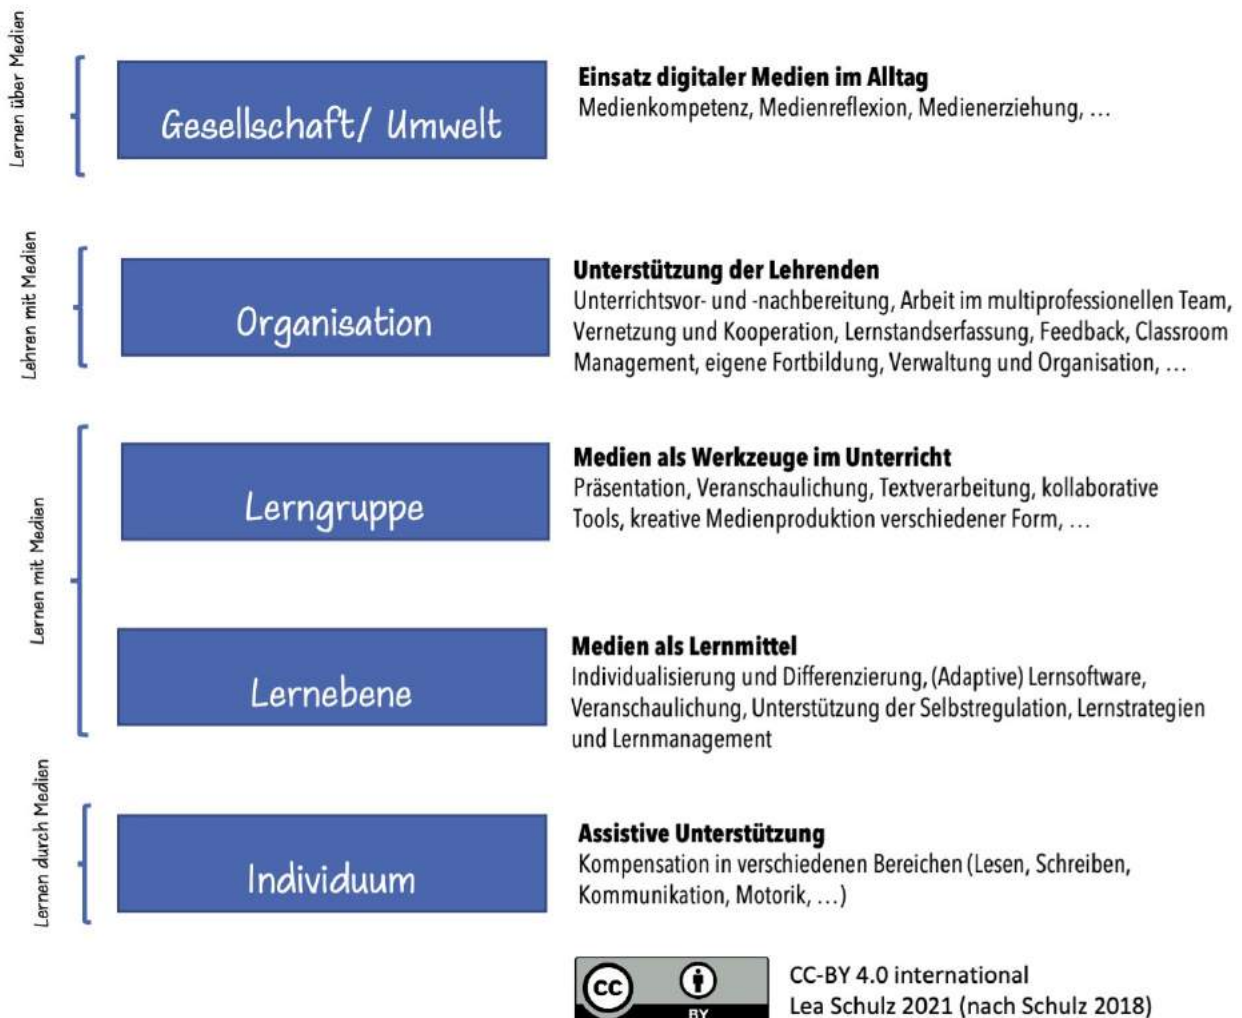 Lernen über Medien
Gesellschaft/ Umwelt
Einsatz digitaler Medien im Alltag
Medienkompetenz, Medienreflexion, Medienerziehung, …
Lehren mit Medien
Organisation
Unterstützung der Lehrenden
Unterrichtsvor- und -nachbereitung, Arbeit im multiprofessionellen Team,
Vernetzung und Kooperation, Lernstandserfassung, Feedback, Classroom
Management, eigene Fortbildung, Verwaltung und Organisation, …
Lernen mit Medien
Lerngruppe
Medien als Werkzeuge im Unterricht
Präsentation, Veranschaulichung, Textverarbeitung, kollaborative
Tools, kreative Medienproduktion verschiedener Form, …
Lernebene
Medien als Lernmittel
Individualisierung und Differenzierung, (Adaptive) Lernsoftware,
Veranschaulichung, Unterstützung der Selbstregulation, Lernstrategien
und Lernmanagement
Lernen durch Medien
Individuum
Assistive Unterstützung
Kompensation in verschiedenen Bereichen (Lesen, Schreiben,
Kommunikation, Motorik, …)
cc
BY
CC-BY 4.0 international
Lea Schulz 2021 (nach Schulz 2018)